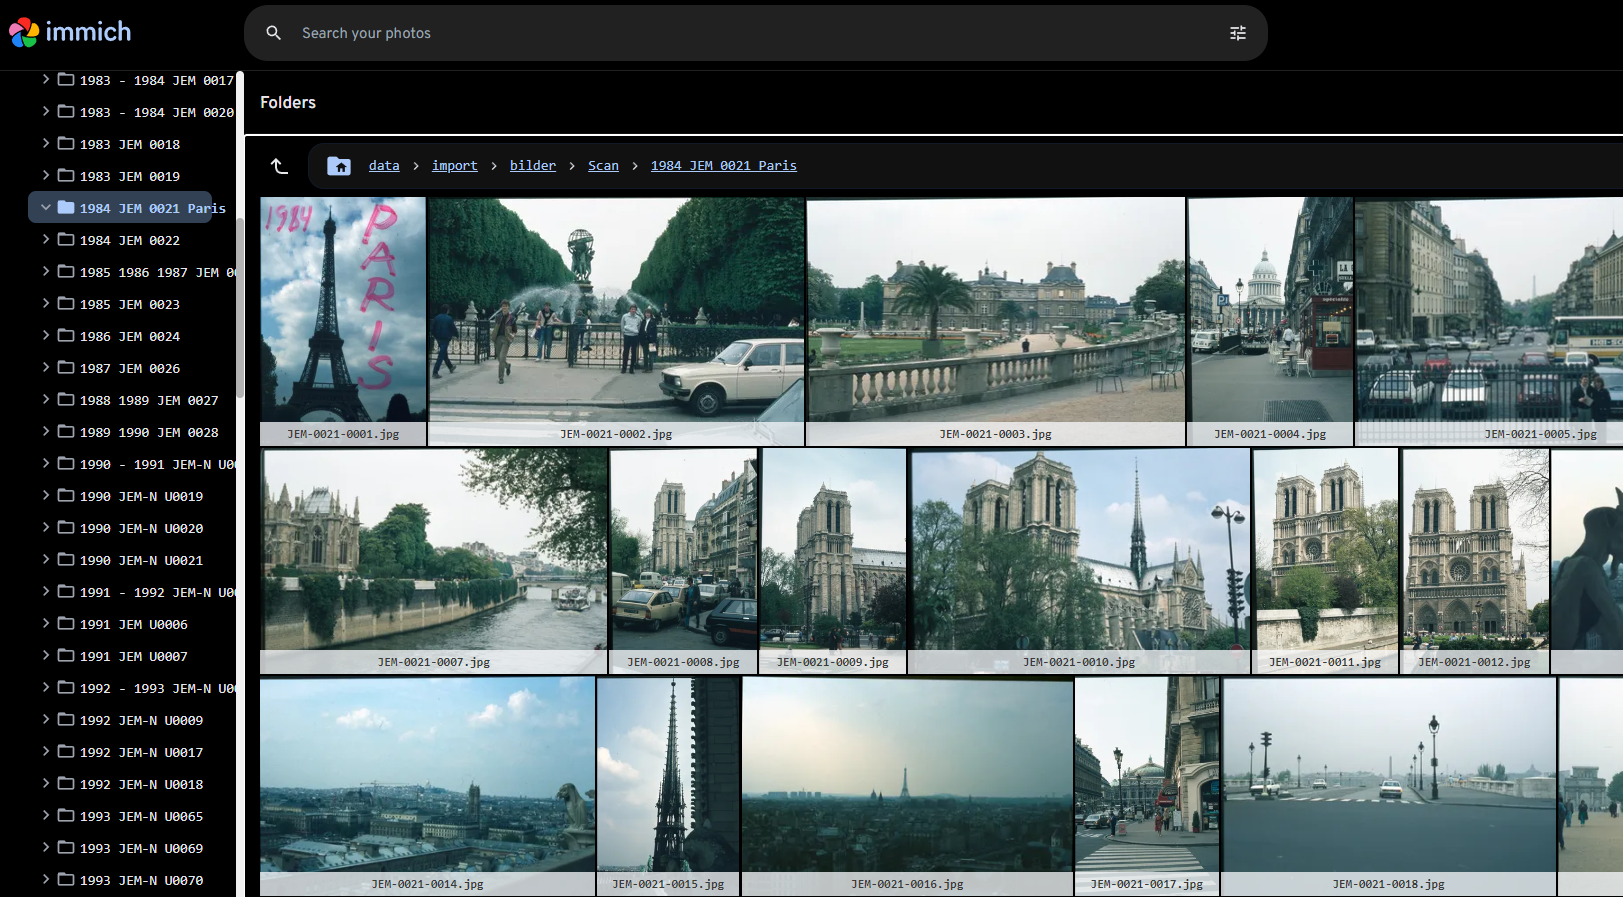 immich
Search your photos
1983 - 1984 JEM 0017
1983 - 1984 JEM 0020
1983 JEM 0018
1983 JEM 0019
1984 JEM 0021 Paris
1984 JEM 0022
1985 1986 1987 JEM
1985 JEM 0023
1986 JEM 0024
1987 JEM 0026
1988 1989 JEM 0027
1989 1990 JEM 0028
1990 - 1991 JEM-N
1990 JEM-N U0019
1990 JEM-N U0020
1990 JEM-N U0021
1991 - 1992 JEM-N
1991 JEM U0006
1991 JEM U0007
1992 - 1993 JEM-N
1992 JEM-N U0009
1992 JEM-N U0017
1992 JEM-N U0018
1993 JEM-N U0065
1993 JEM-N U0069
1993 JEM-N U0070
Folders
data > import > bilder > Scan > 1984 JEM 0021 Paris
1984
PARIS
JEM-0021-0001.jpg
JEM-0021-0002.jpg
JEM-0021-0003.jpg
JEM-0021-0004.jpg
JEM-0021-0005.jpg
JEM-0021-0007.jpg
JEM-0021-0008.jpg
JEM-0021-0009.jpg
JEM-0021-0010.jpg
JEM-0021-0011.jpg
JEM-0021-0012.jpg
JEM-0021-0014.jpg
JEM-0021-0015.jpg
JEM-0021-0016.jpg
JEM-0021-0017.jpg
JEM-0021-0018.jpg